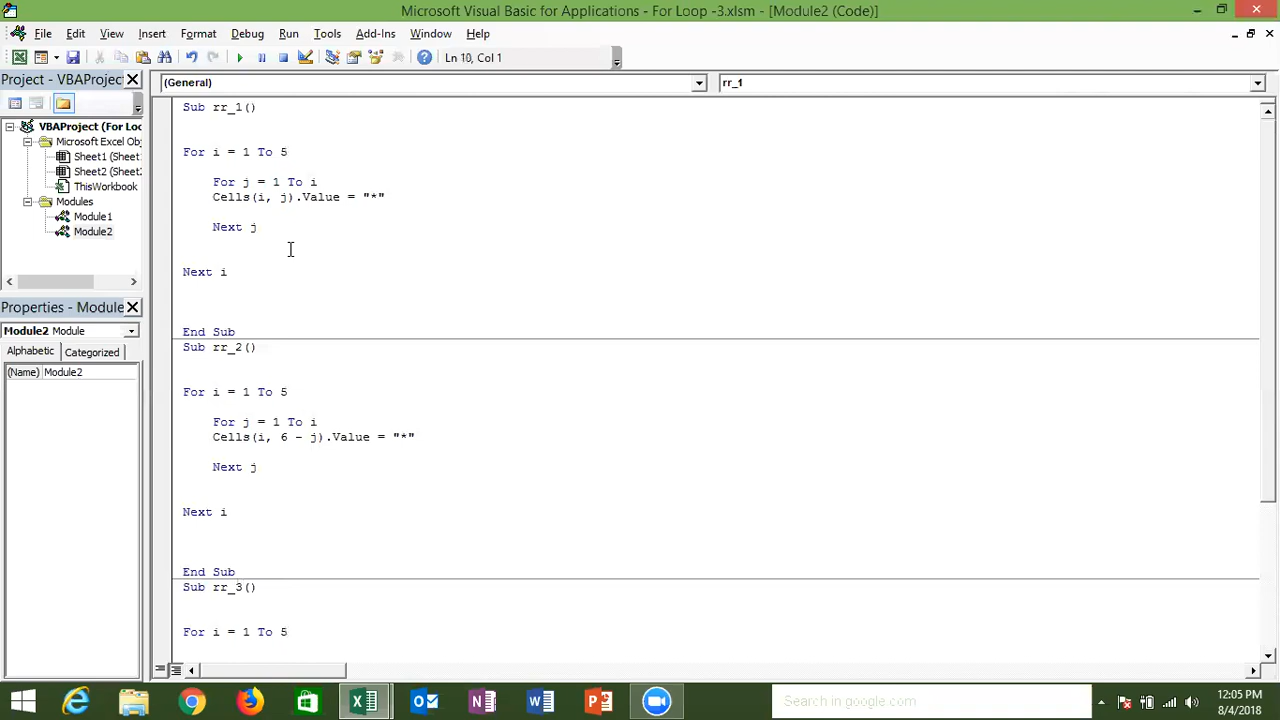 Microsoft Visual Basic for Applications - For Loop -3.xlsm - [Module2 (Code)]
File Edit View Insert Format Debug Run Tools Add-Ins Window Help
Ln 10, Col 1
Project - VBAProject
(General) rr_1
VBAProject (For Loo
Microsoft Excel Obj
Sheet1 (Sheet:
Sheet2 (Sheet:
ThisWorkbook
Modules
Module1
Module2
Properties - Module
Module2 Module
Alphabetic Categorized
(Name) Module2
Sub rr_1()
For i = 1 To 5
For j = 1 To i
Cells(i, j).Value = "*"
Next j
Next i
End Sub
Sub rr_2()
For i = 1 To 5
For j = 1 To i
Cells(i, 6 - j).Value = "*"
Next j
Next i
End Sub
Sub rr_3()
For i = 1 To 5
Search in google.com
12:05 PM
8/4/2018